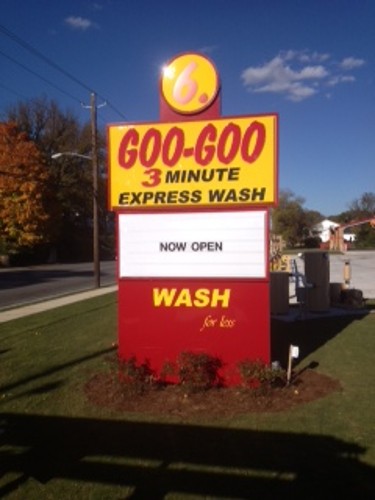 6.
GOO-GOO
3 MINUTE
EXPRESS WASH
NOW OPEN
WASH
for less